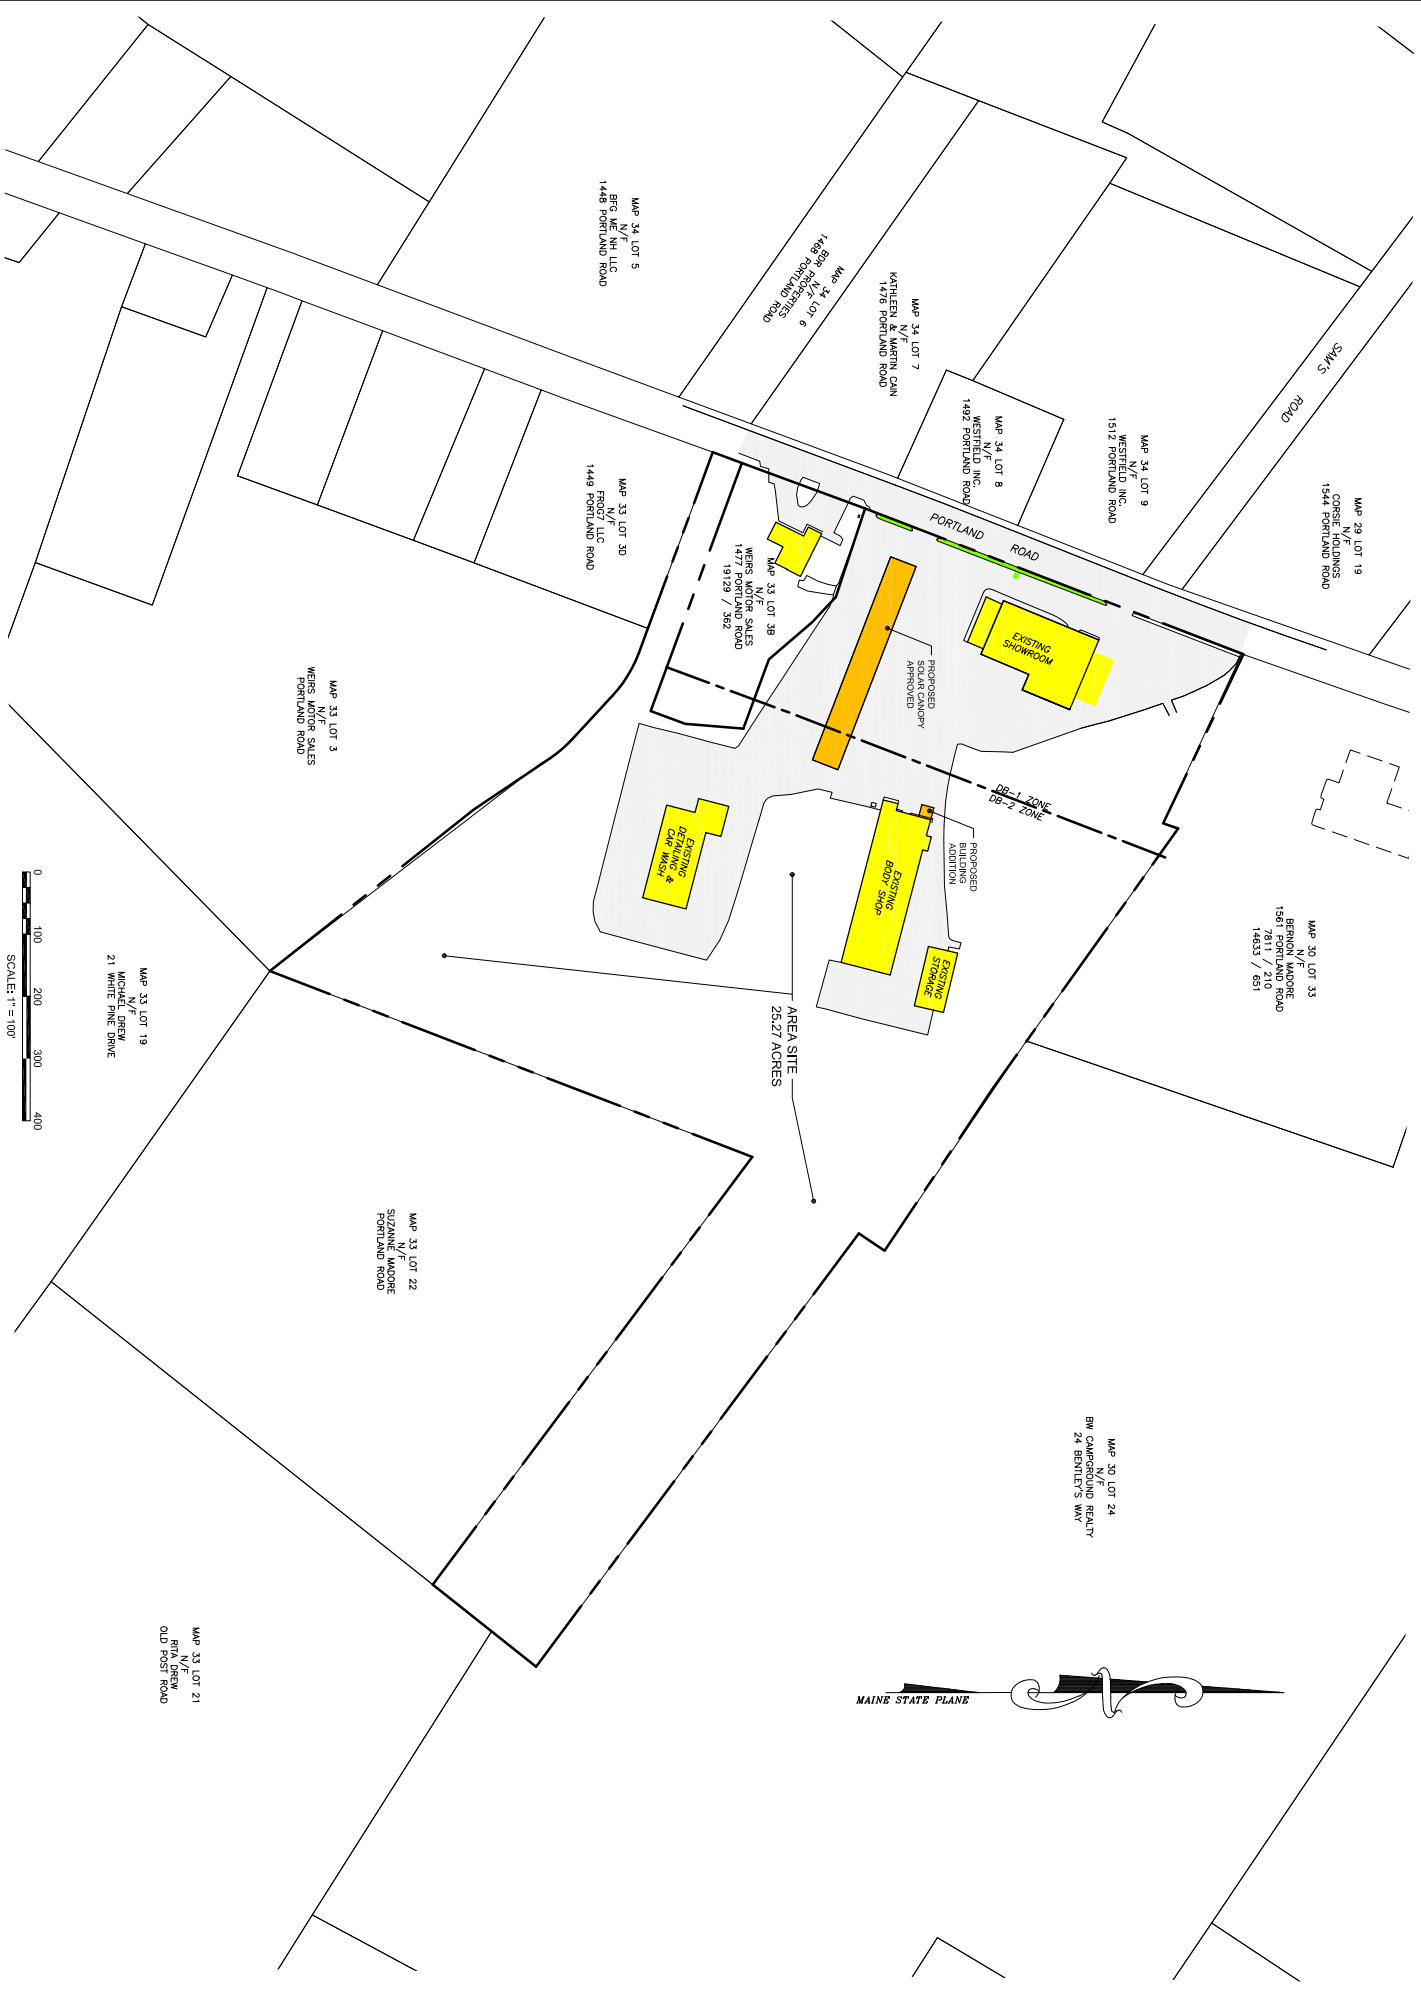 MAP 34 LOT 5
N/F
BFG ME NH LLC
1448 PORTLAND ROAD
MAP 34 LOT 6
N/F
BDR PROPERTIES
1468 PORTLAND ROAD
MAP 34 LOT 7
N/F
KATHLEEN & MARTIN CAIN
1476 PORTLAND ROAD
MAP 34 LOT 8
N/F
WESTFIELD INC.
1492 PORTLAND ROAD
MAP 34 LOT 9
N/F
WESTFIELD INC.
1512 PORTLAND ROAD
SAM'S ROAD
MAP 29 LOT 19
N/F
CORSIE HOLDINGS
1544 PORTLAND ROAD
PORTLAND ROAD
MAP 33 LOT 3D
N/F
FROG7 LLC
1449 PORTLAND ROAD
MAP 33 LOT 3B
N/F
WEIRS MOTOR SALES
1477 PORTLAND ROAD
19129 / 362
EXISTING
SHOWROOM
PROPOSED
SOLAR CANOPY
APPROVED
MAP 33 LOT 3
N/F
WEIRS MOTOR SALES
PORTLAND ROAD
DB-1 ZONE
DB-2 ZONE
PROPOSED
BUILDING
ADDITION
EXISTING
DETAILING &
CAR WASH
EXISTING
BODY SHOP
EXISTING
STORAGE
MAP 30 LOT 33
N/F
BERNON MADORE
1561 PORTLAND ROAD
7811 / 210
14633 / 651
AREA SITE
25.27 ACRES
MAP 33 LOT 19
N/F
MICHAEL DREW
21 WHITE PINE DRIVE
0 100 200 300 400
SCALE: 1" = 100'
MAP 33 LOT 22
N/F
SUZANNE MADORE
PORTLAND ROAD
MAP 30 LOT 24
N/F
BW CAMPGROUND REALTY
24 BENTLEY'S WAY
MAP 33 LOT 21
N/F
RITA DREW
OLD POST ROAD
N
MAINE STATE PLANE